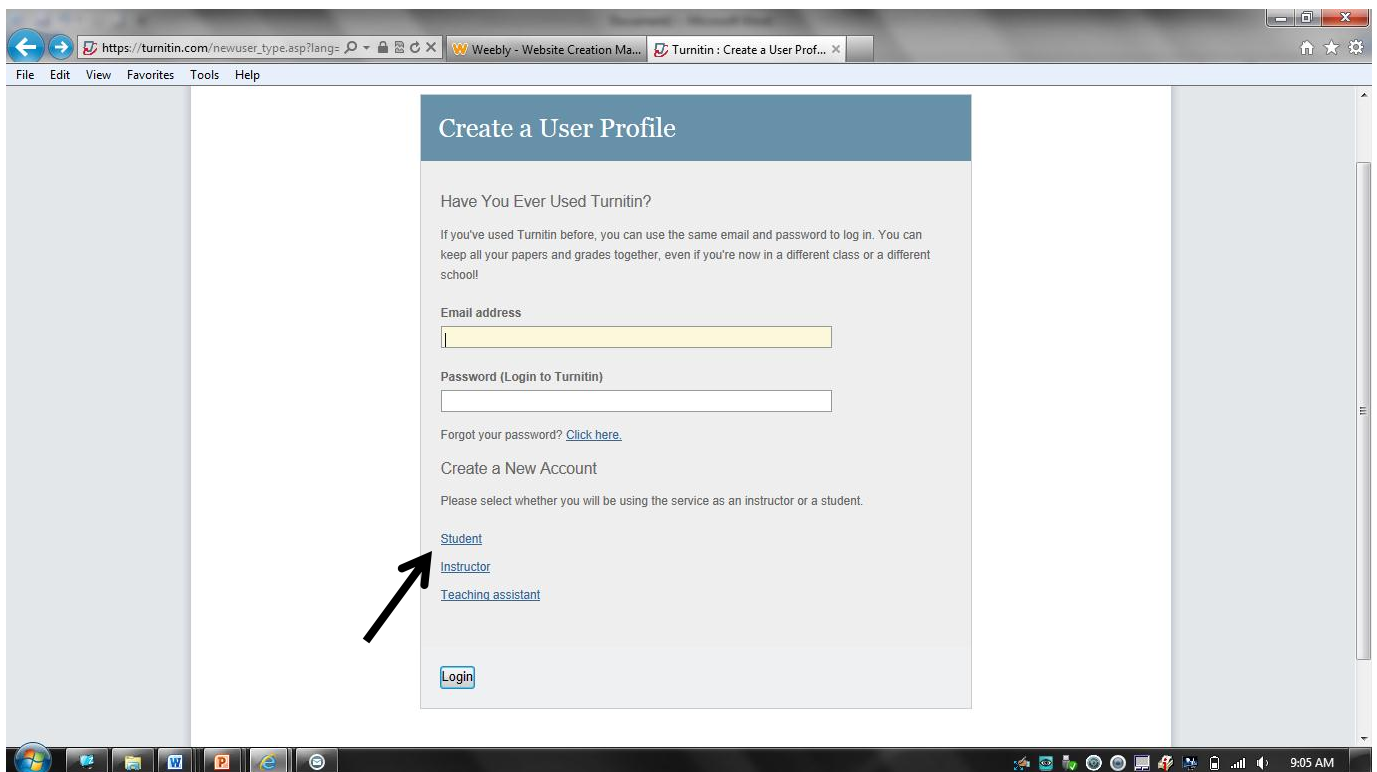 https://turnitin.com/newuser_type.asp?lang=
Weebly - Website Creation Ma...
Turnitin : Create a User Prof...
File Edit View Favorites Tools Help
Create a User Profile
Have You Ever Used Turnitin?
If you've used Turnitin before, you can use the same email and password to log in. You can
keep all your papers and grades together, even if you're now in a different class or a different
school!
Email address
Password (Login to Turnitin)
Forgot your password? Click here.
Create a New Account
Please select whether you will be using the service as an instructor or a student.
Student
Instructor
Teaching assistant
Login
9:05 AM